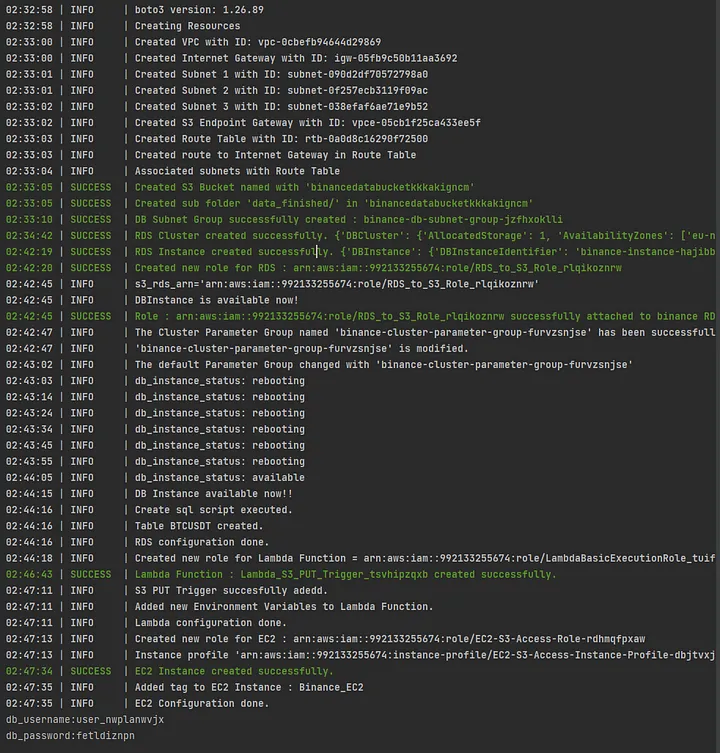 02:32:58 | INFO | boto3 version: 1.26.89
02:32:58 | INFO | Creating Resources
02:33:00 | INFO | Created VPC with ID: vpc-0cbefb94644d29869
02:33:00 | INFO | Created Internet Gateway with ID: igw-05fb9c50b11aa3692
02:33:01 | INFO | Created Subnet 1 with ID: subnet-090d2df70572798a0
02:33:01 | INFO | Created Subnet 2 with ID: subnet-0f257ecb3119f09ac
02:33:02 | INFO | Created Subnet 3 with ID: subnet-038efaf6ae71e9b52
02:33:02 | INFO | Created S3 Endpoint Gateway with ID: vpce-05cb1f25ca433ee5f
02:33:03 | INFO | Created Route Table with ID: rtb-0a0d8c16290f72500
02:33:03 | INFO | Created route to Internet Gateway in Route Table
02:33:04 | INFO | Associated subnets with Route Table
02:33:05 | SUCCESS | Created S3 Bucket named with 'binancedatabucketkkkakigncm'
02:33:05 | SUCCESS | Created sub folder 'data_finished/' in 'binancedatabucketkkkakigncm'
02:33:10 | SUCCESS | DB Subnet Group successfully created : binance-db-subnet-group-jzfhxoklli
02:34:42 | SUCCESS | RDS Cluster created successfully. {'DBCluster': {'AllocatedStorage': 1, 'AvailabilityZones': ['eu-n
02:42:19 | SUCCESS | RDS Instance created successfully. {'DBInstance': {'DBInstanceIdentifier': 'binance-instance-hajibb
02:42:20 | SUCCESS | Created new role for RDS : arn:aws:iam::992133255674:role/RDS_to_S3_Role_rlqikoznrw
02:42:45 | INFO | s3_rds_arn='arn:aws:iam::992133255674:role/RDS_to_S3_Role_rlqikoznrw'
02:42:45 | INFO | DBInstance is available now!
02:42:45 | SUCCESS | Role : arn:aws:iam::992133255674:role/RDS_to_S3_Role_rlqikoznrw successfully attached to binance RD
02:42:47 | INFO | The Cluster Parameter Group named 'binance-cluster-parameter-group-furvzsnjse' has been successfull
02:42:47 | INFO | 'binance-cluster-parameter-group-furvzsnjse' is modified.
02:43:02 | INFO | The default Parameter Group changed with 'binance-cluster-parameter-group-furvzsnjse'
02:43:03 | INFO | db_instance_status: rebooting
02:43:14 | INFO | db_instance_status: rebooting
02:43:24 | INFO | db_instance_status: rebooting
02:43:34 | INFO | db_instance_status: rebooting
02:43:45 | INFO | db_instance_status: rebooting
02:43:55 | INFO | db_instance_status: rebooting
02:44:05 | INFO | db_instance_status: available
02:44:15 | INFO | DB Instance available now!!
02:44:16 | INFO | Create sql script executed.
02:44:16 | INFO | Table BTCUSDT created.
02:44:16 | INFO | RDS configuration done.
02:44:18 | INFO | Created new role for Lambda Function = arn:aws:iam::992133255674:role/LambdaBasicExecutionRole_tuif
02:46:43 | SUCCESS | Lambda Function : Lambda_S3_PUT_Trigger_tsvhipzqxb created successfully.
02:47:11 | INFO | S3 PUT Trigger succesfully adedd.
02:47:11 | INFO | Added new Environment Variables to Lambda Function.
02:47:11 | INFO | Lambda configuration done.
02:47:13 | INFO | Created new role for EC2 : arn:aws:iam::992133255674:role/EC2-S3-Access-Role-rdhmqfpxaw
02:47:13 | INFO | Instance profile 'arn:aws:iam::992133255674:instance-profile/EC2-S3-Access-Instance-Profile-dbjtvxj
02:47:34 | SUCCESS | EC2 Instance created successfully.
02:47:35 | INFO | Added tag to EC2 Instance : Binance_EC2
02:47:35 | INFO | EC2 Configuration done.
db_username:user_nwplanwvjx
db_password:fetldiznpn